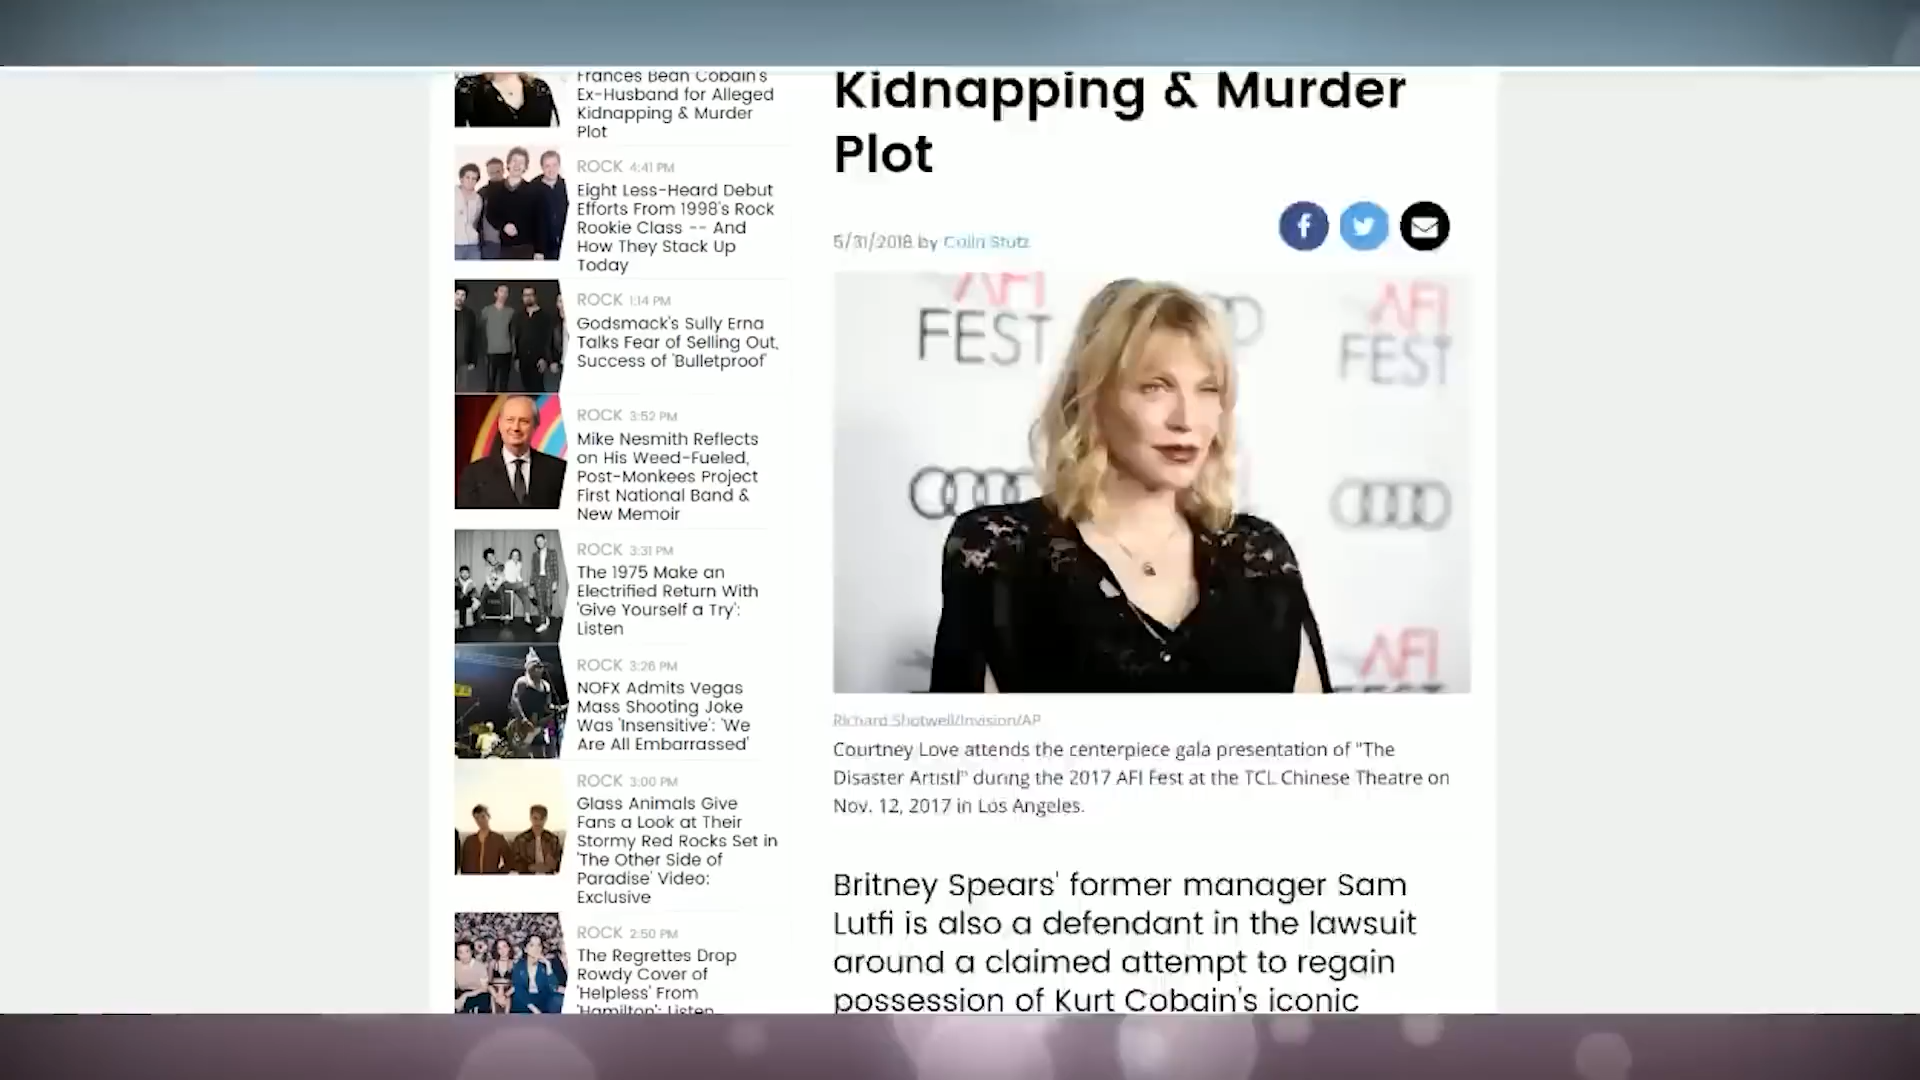 Frances Bean Cobain's
Ex-Husband for Alleged
Kidnapping & Murder
Plot
ROCK 4:41 PM
Eight Less-Heard Debut
Efforts From 1998's Rock
Rookie Class -- And
How They Stack Up
Today
ROCK 1:14 PM
Godsmack's Sully Erna
Talks Fear of Selling Out,
Success of 'Bulletproof'
ROCK 3:52 PM
Mike Nesmith Reflects
on His Weed-Fueled,
Post-Monkees Project
First National Band &
New Memoir
ROCK 3:31 PM
The 1975 Make an
Electrified Return With
'Give Yourself a Try':
Listen
ROCK 3:26 PM
NOFX Admits Vegas
Mass Shooting Joke
Was 'Insensitive': 'We
Are All Embarrassed'
ROCK 3:00 PM
Glass Animals Give
Fans a Look at Their
Stormy Red Rocks Set in
'The Other Side of
Paradise' Video:
Exclusive
ROCK 2:50 PM
The Regrettes Drop
Rowdy Cover of
'Helpless' From
'Hamilton': Listen
Kidnapping & Murder
Plot
5/31/2018 by Colin Stutz
AFI
FEST
AFI
FEST
AFI
Richard Shotwell/Invision/AP
Courtney Love attends the centerpiece gala presentation of "The
Disaster Artistl" during the 2017 AFI Fest at the TCL Chinese Theatre on
Nov. 12, 2017 in Los Angeles.
Britney Spears' former manager Sam
Lutfi is also a defendant in the lawsuit
around a claimed attempt to regain
possession of Kurt Cobain's iconic